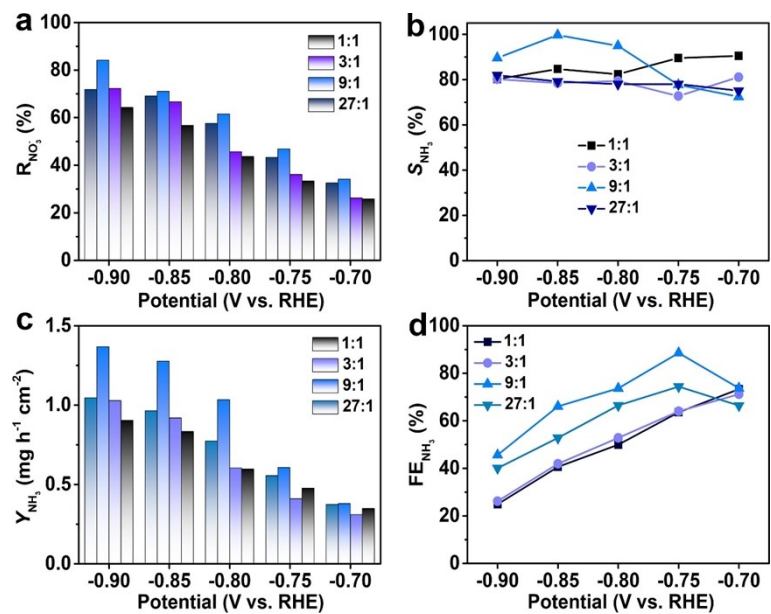 a
100
80
60
40
20
0
R_NO₃⁻ (%)
1:1
3:1
9:1
27:1
-0.90 -0.85 -0.80 -0.75 -0.70
Potential (V vs. RHE)
b
100
80
60
40
20
0
S_NH₃ (%)
1:1
3:1
9:1
27:1
-0.90 -0.85 -0.80 -0.75 -0.70
Potential (V vs. RHE)
c
1.5
1.0
0.5
0.0
Y_NH₃ (mg h⁻¹ cm⁻²)
1:1
3:1
9:1
27:1
-0.90 -0.85 -0.80 -0.75 -0.70
Potential (V vs. RHE)
d
100
80
60
40
20
0
FE_NH₃ (%)
1:1
3:1
9:1
27:1
-0.90 -0.85 -0.80 -0.75 -0.70
Potential (V vs. RHE)